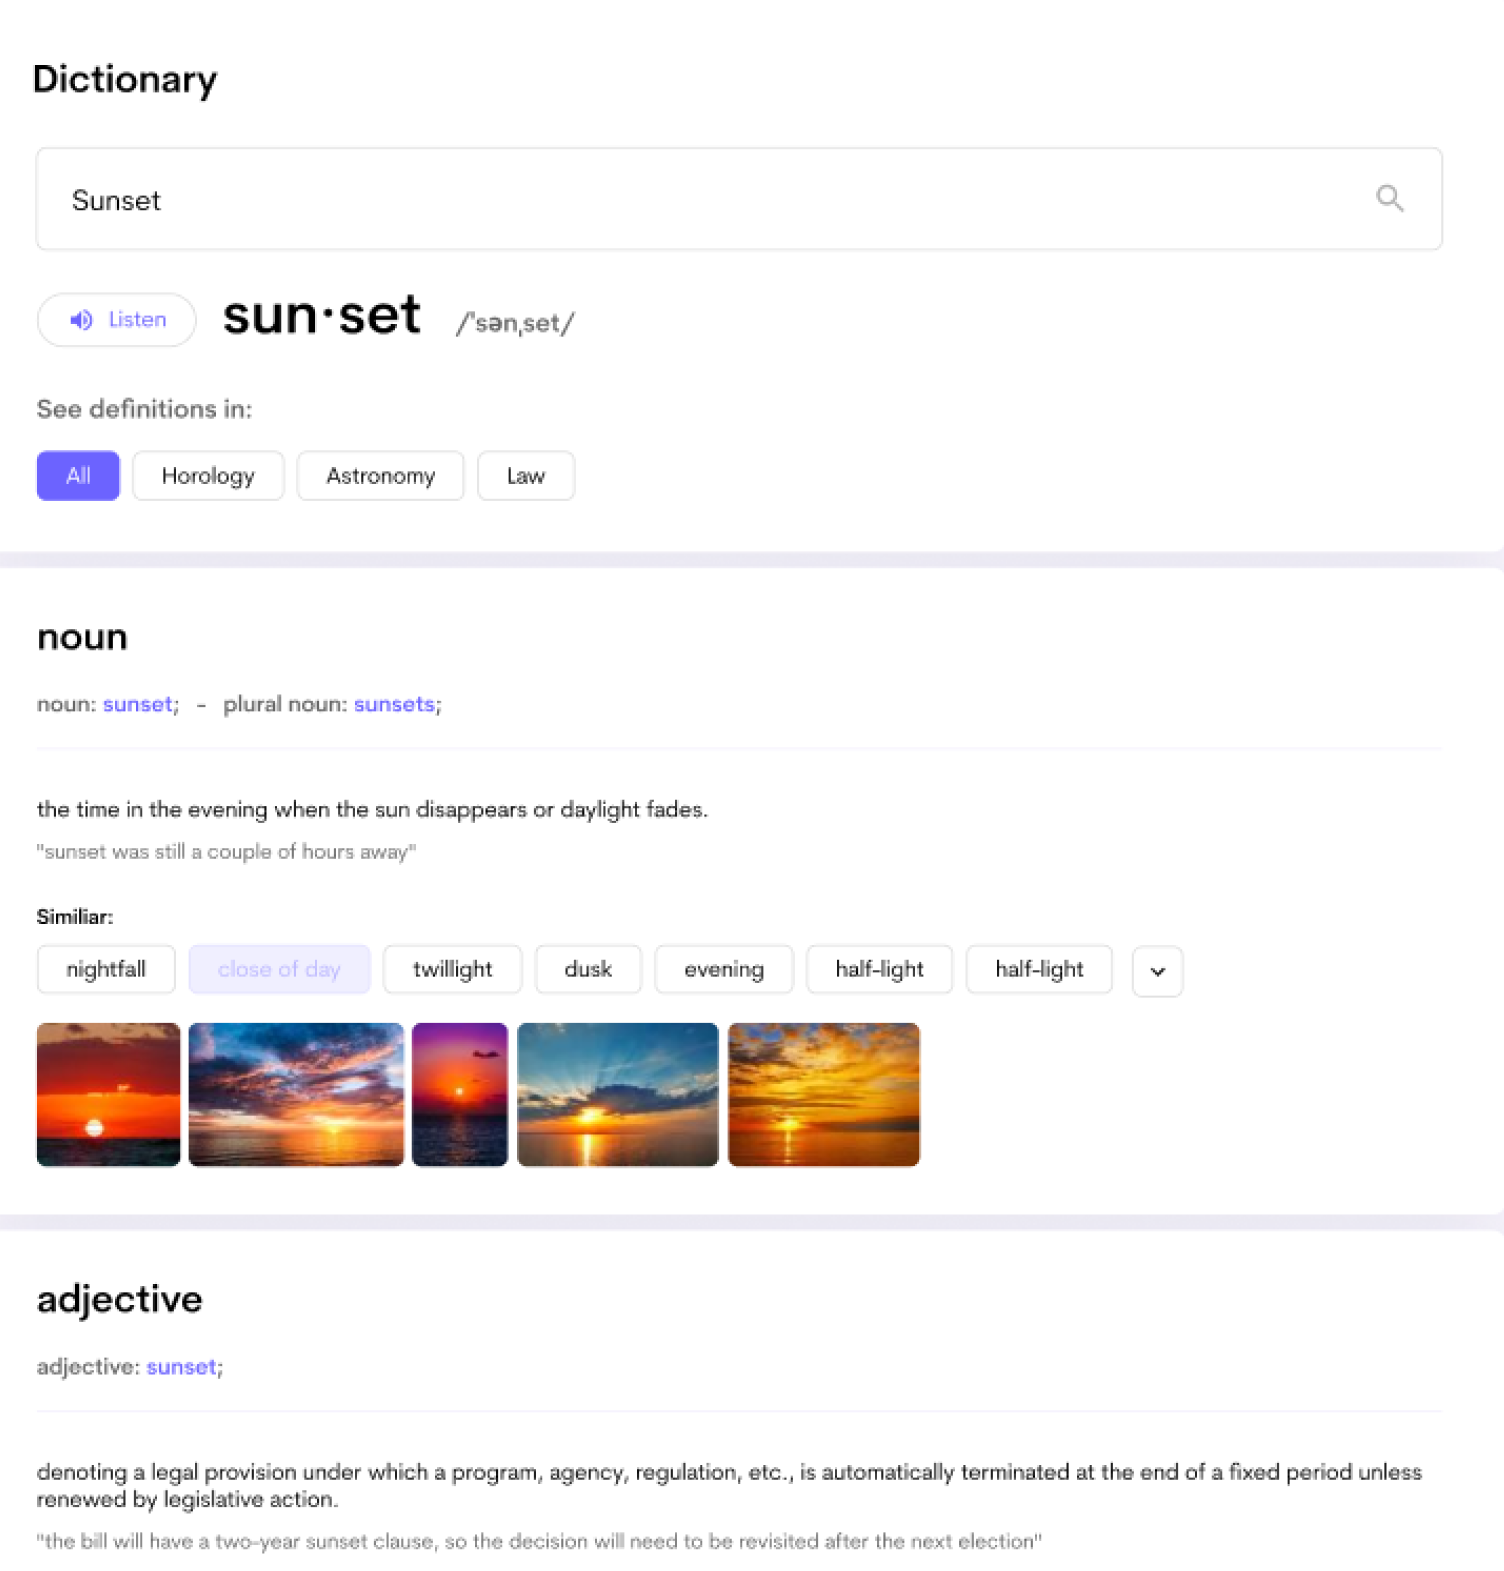 Dictionary
Sunset
Listen sun·set /ˈsənˌset/
See definitions in:
All Horology Astronomy Law
noun
noun: sunset; - plural noun: sunsets;
the time in the evening when the sun disappears or daylight fades.
"sunset was still a couple of hours away"
Similiar:
nightfall close of day twillight dusk evening half-light half-light
adjective
adjective: sunset;
denoting a legal provision under which a program, agency, regulation, etc., is automatically terminated at the end of a fixed period unless
renewed by legislative action.
"the bill will have a two-year sunset clause, so the decision will need to be revisited after the next election"